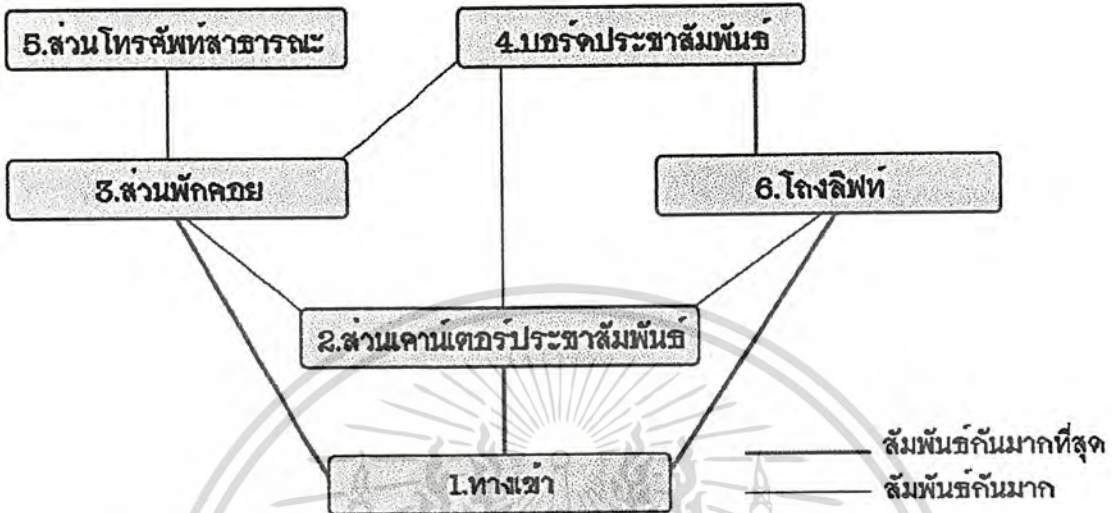 5.ส่วนโทรศัพท์สาธารณะ
4.บอร์ดประชาสัมพันธ์
3.ส่วนพักคอย
6.โถงลิฟท์
2.ส่วนเคาน์เตอร์ประชาสัมพันธ์
1.ทางเข้า
สัมพันธ์กันมากที่สุด
สัมพันธ์กันมาก